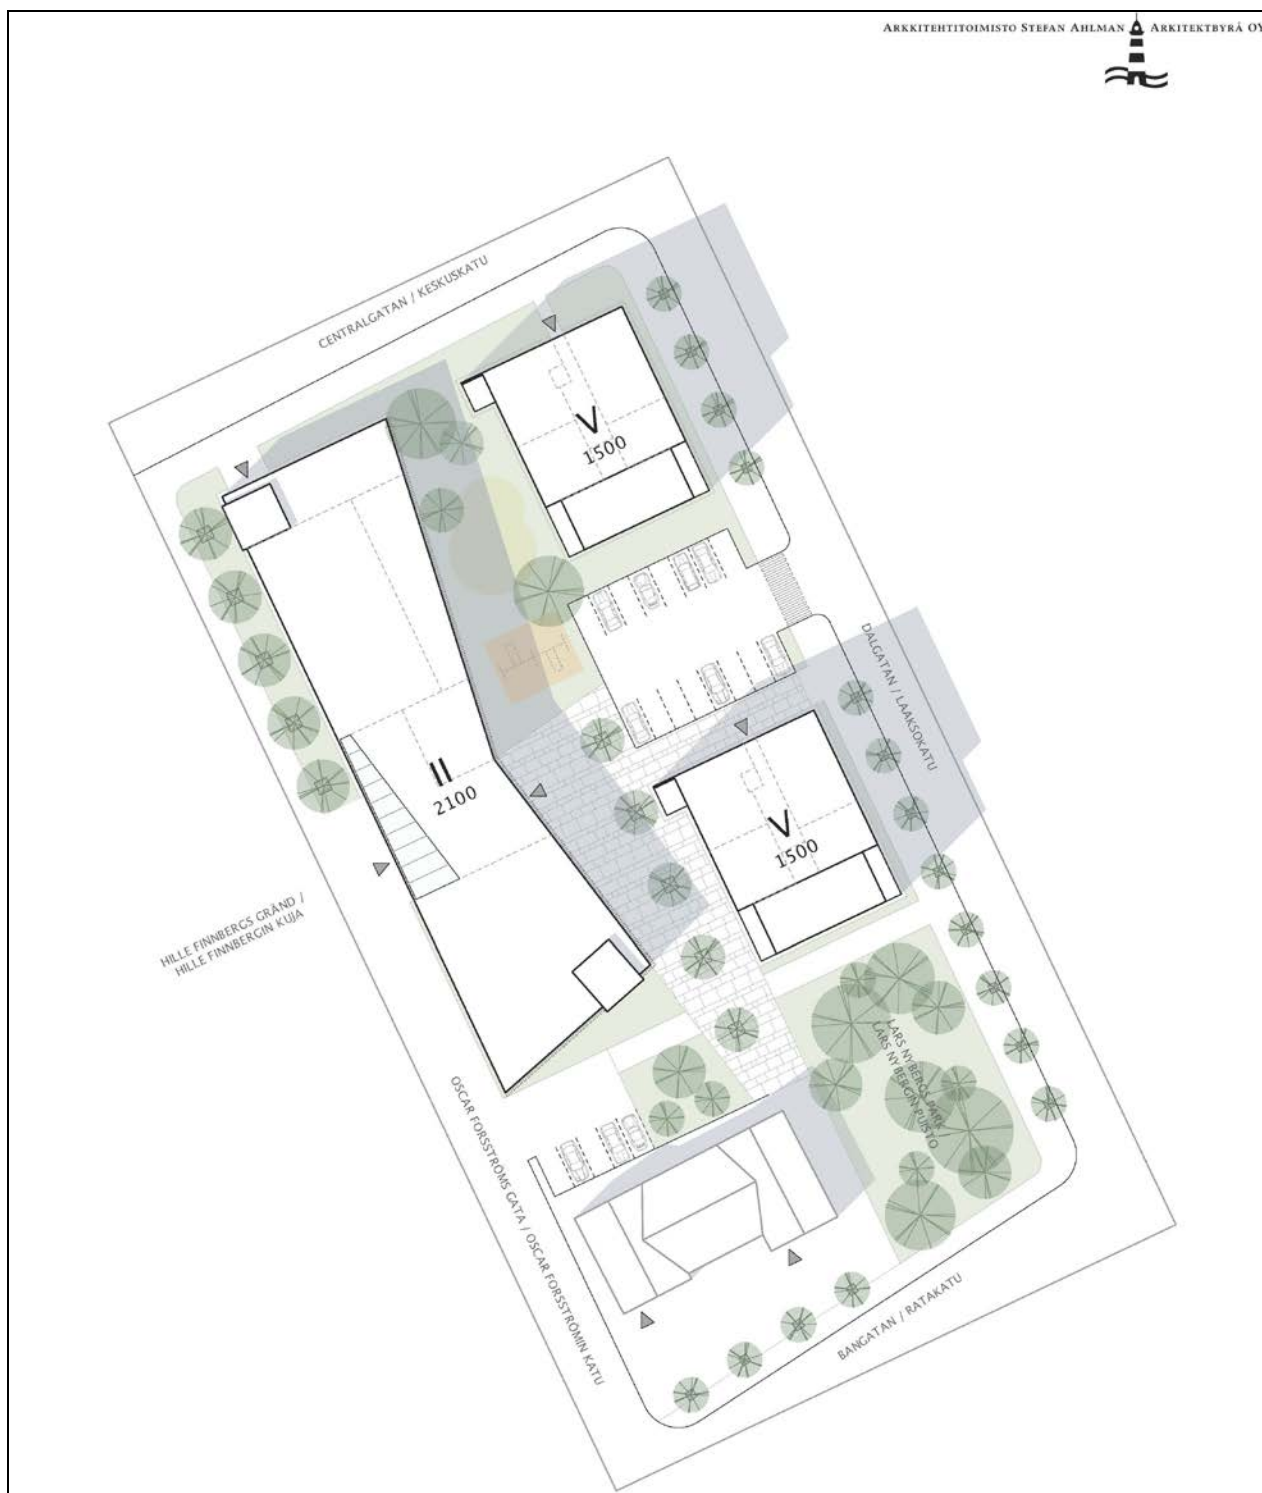 ARKKITEHTITOIMISTO STEFAN AHLMAN ARKITEKTBYRÅ OY
CENTRALGATAN / KESKUSKATU
V
1500
DALGATAN / LAAKSOKATU
II
2100
V
1500
HILLE FINNBERGS GRÄND /
HILLE FINNBERGIN KUJA
LARS NYBERGS PARK /
LARS NYBERGIN PUISTO
OSCAR FORSSTRÖMS GATA / OSCAR FORSSTRÖMIN KATU
BANGATAN / RATAKATU